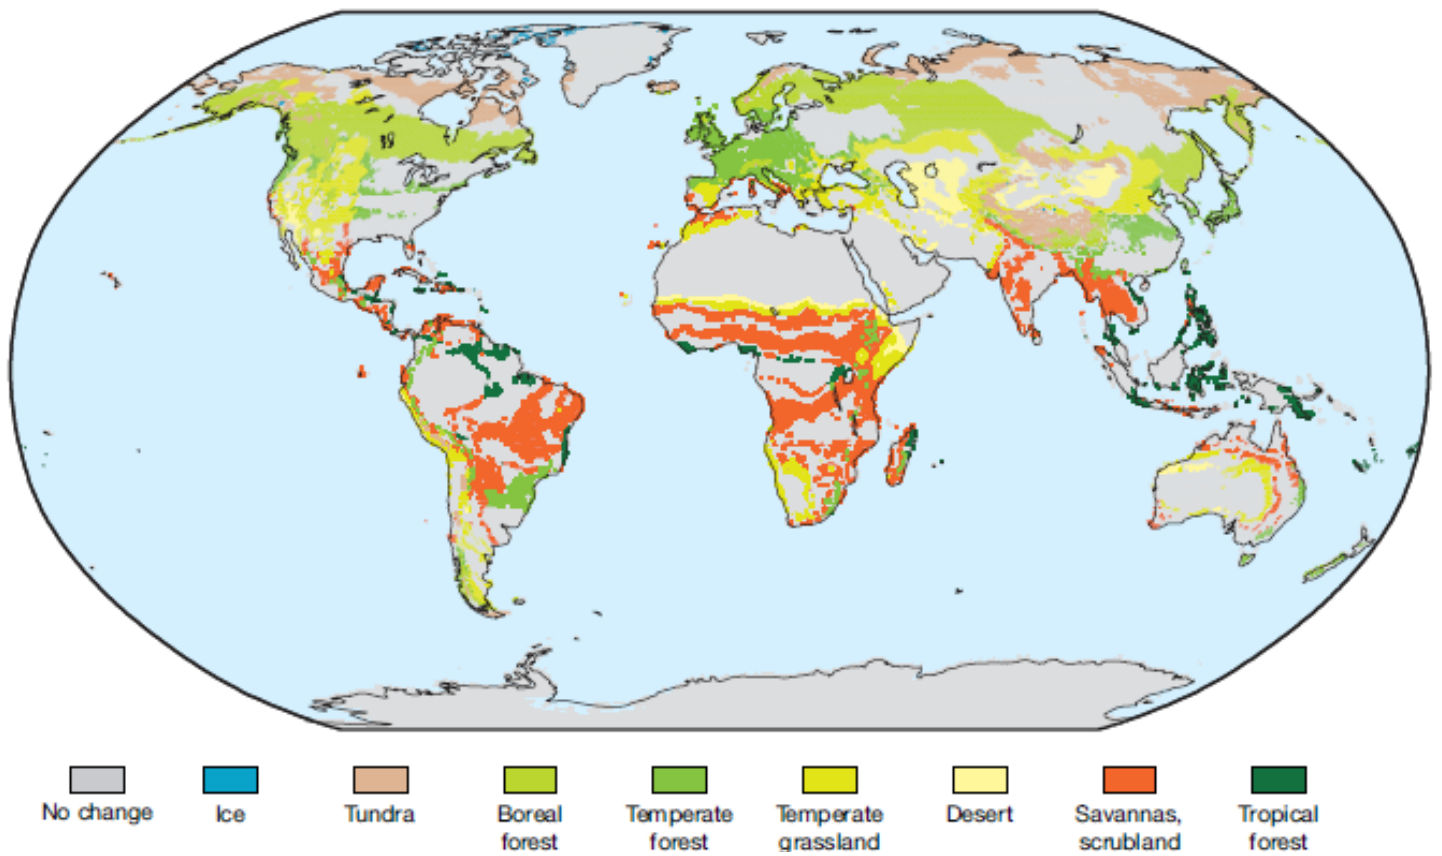 No change
Ice
Tundra
Boreal
forest
Temperate
forest
Temperate
grassland
Desert
Savannas,
scrubland
Tropical
forest